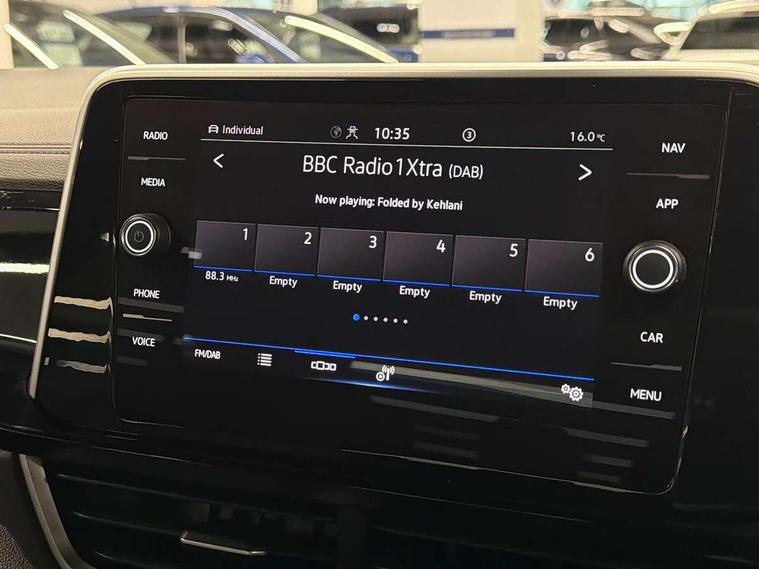 RADIO
MEDIA
PHONE
VOICE
Individual 10:35 3 16.0°C
< BBC Radio 1Xtra (DAB) >
Now playing: Folded by Kehlani
1 2 3 4 5 6
88.3 MHz Empty Empty Empty Empty Empty
FM/DAB
NAV
APP
CAR
MENU